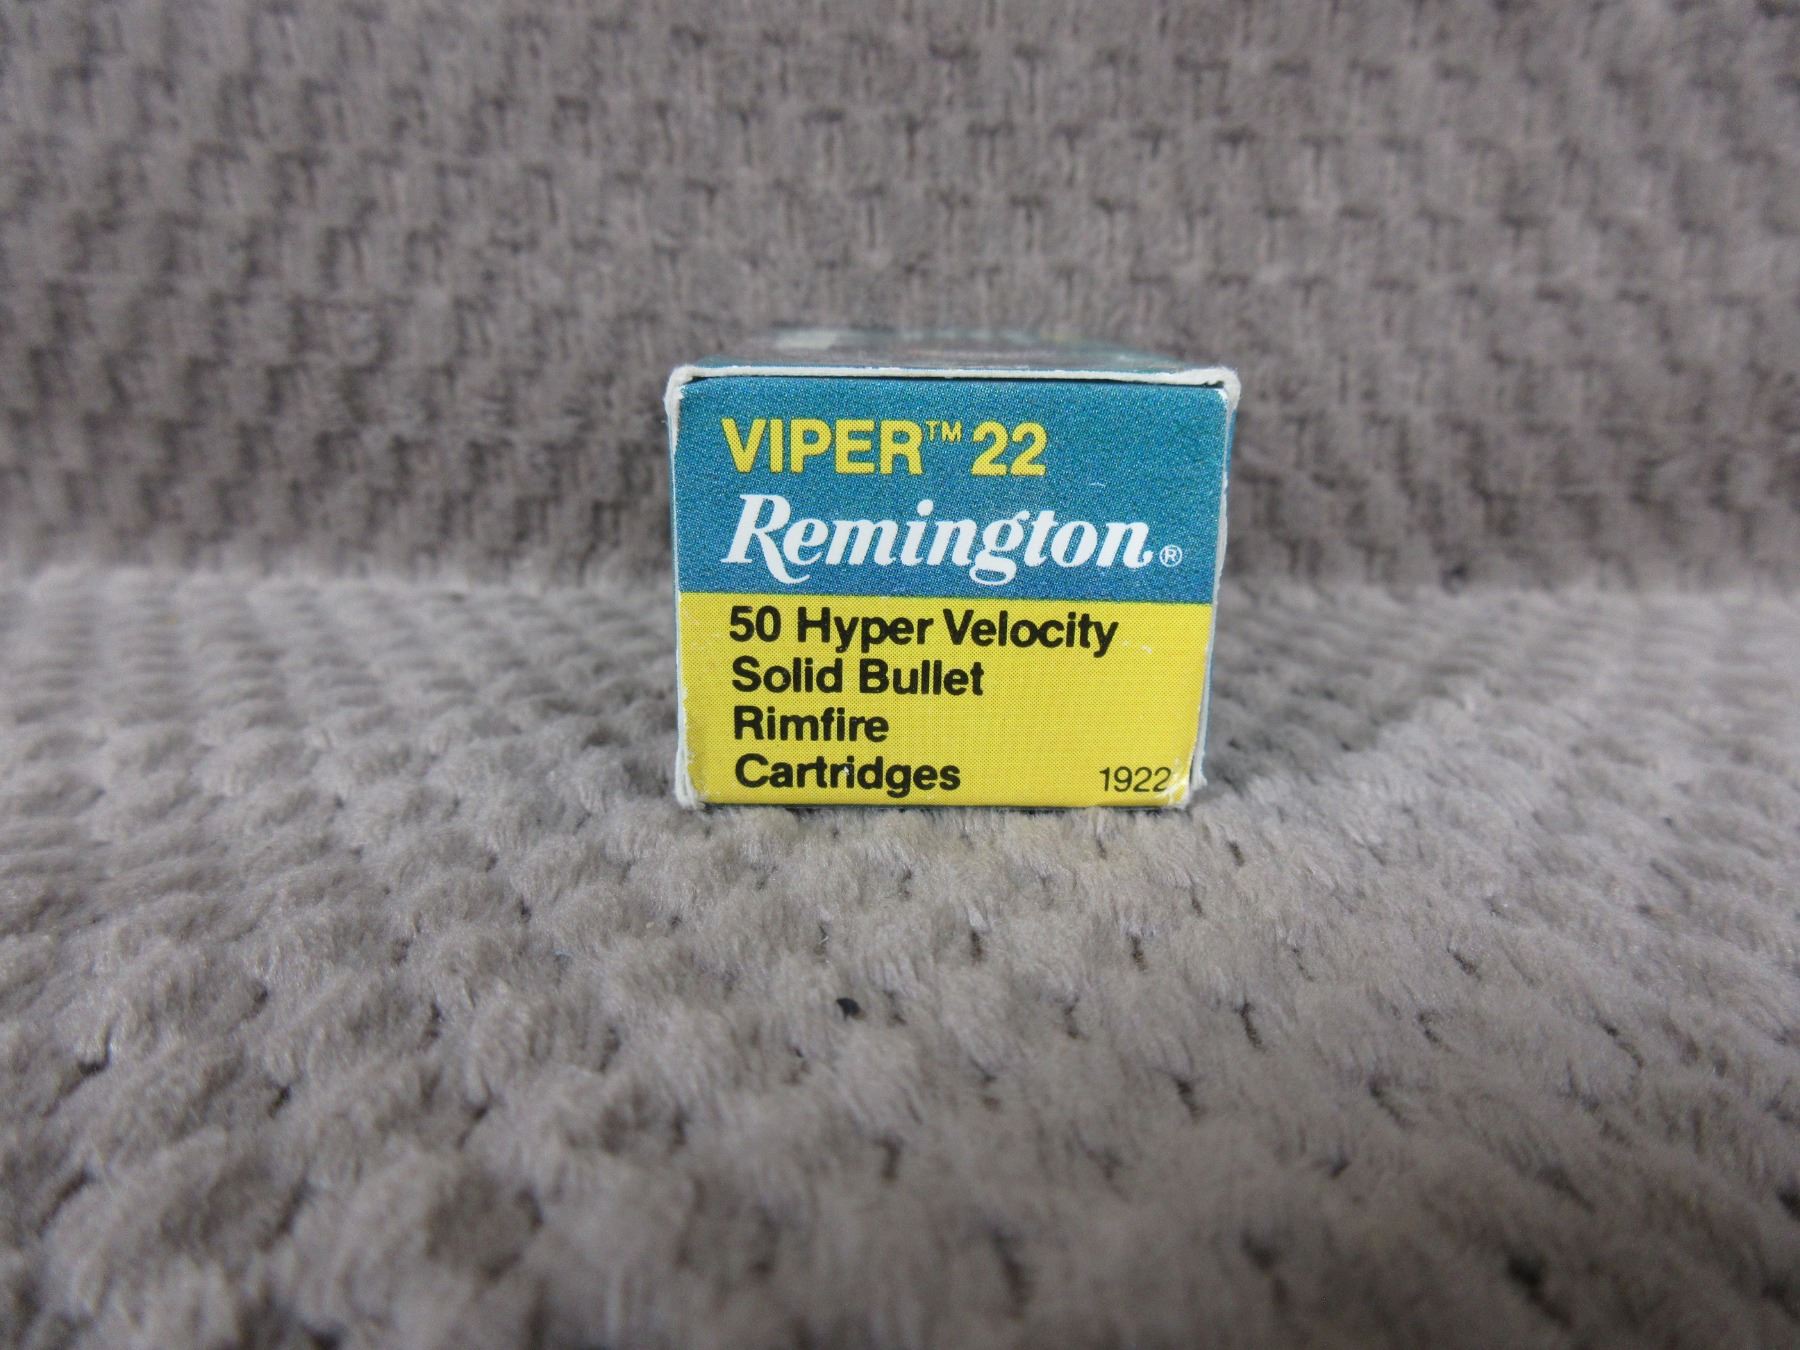 VIPER™ 22
Remington®
50 Hyper Velocity
Solid Bullet
Rimfire
Cartridges 1922